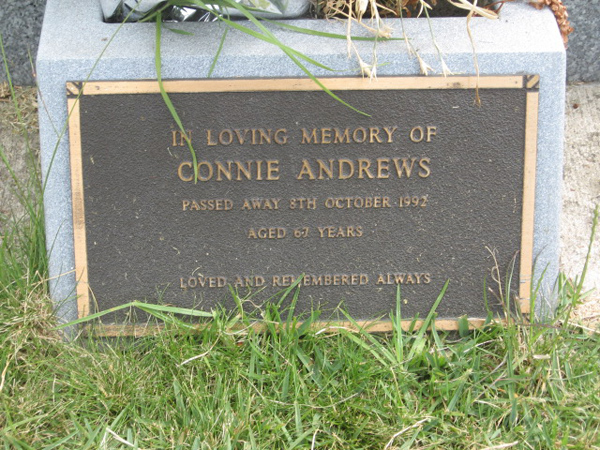 IN LOVING MEMORY OF
CONNIE ANDREWS
PASSED AWAY 8TH OCTOBER 1992
AGED 67 YEARS
LOVED AND REMEMBERED ALWAYS